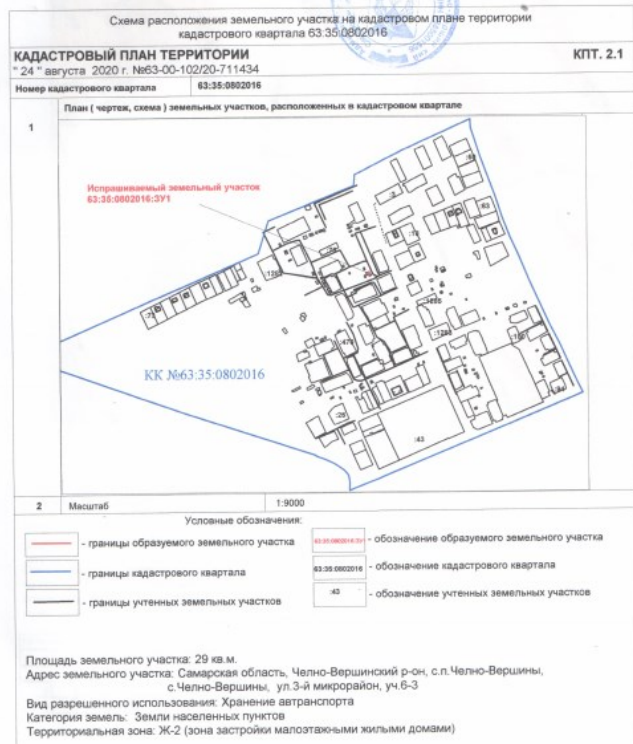 Схема расположения земельного участка на кадастровом плане территории
кадастрового квартала 63:35:0802016
КАДАСТРОВЫЙ ПЛАН ТЕРРИТОРИИ
КПТ. 2.1
"24" августа 2020 г. №63-00-102/20-711434
Номер кадастрового квартала 63:35:0802016
1
План ( чертеж, схема ) земельных участков, расположенных в кадастровом квартале
Испрашиваемый земельный участок
63:35:0802016:ЗУ1
КК №63:35:0802016
:43
2 Масштаб 1:9000
Условные обозначения:
- границы образуемого земельного участка
63:35:0802016:ЗУ1 - обозначение образуемого земельного участка
- границы кадастрового квартала
63:35:0802016 - обозначение кадастрового квартала
- границы учтенных земельных участков
:43 - обозначение учтенных земельных участков
Площадь земельного участка: 29 кв.м.
Адрес земельного участка: Самарская область, Челно-Вершинский р-он, с.п.Челно-Вершины,
с.Челно-Вершины, ул.3-й микрорайон, уч.6-3
Вид разрешенного использования: Хранение автранспорта
Категория земель: Земли населенных пунктов
Территориальная зона: Ж-2 (зона застройки малоэтажными жилыми домами)